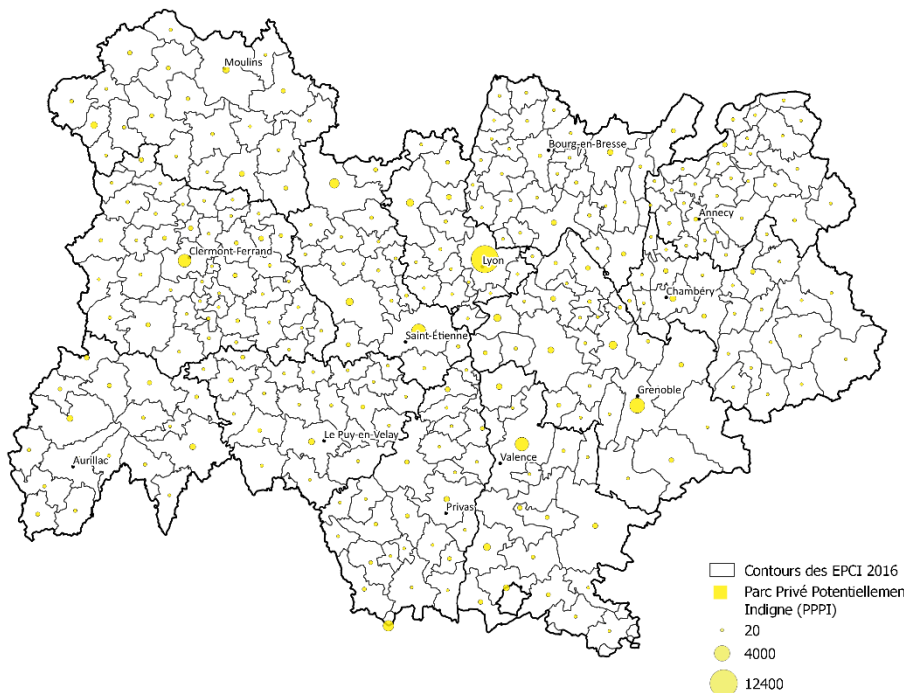 Moulins
Bourg-en-Bresse
Annecy
Clermont-Ferrand
Lyon
Chambéry
Saint-Étienne
Grenoble
Le Puy-en-Velay
Valence
Aurillac
Privas
Contours des EPCI 2016
Parc Privé Potentiellemen
Indigne (PPPI)
20
4000
12400